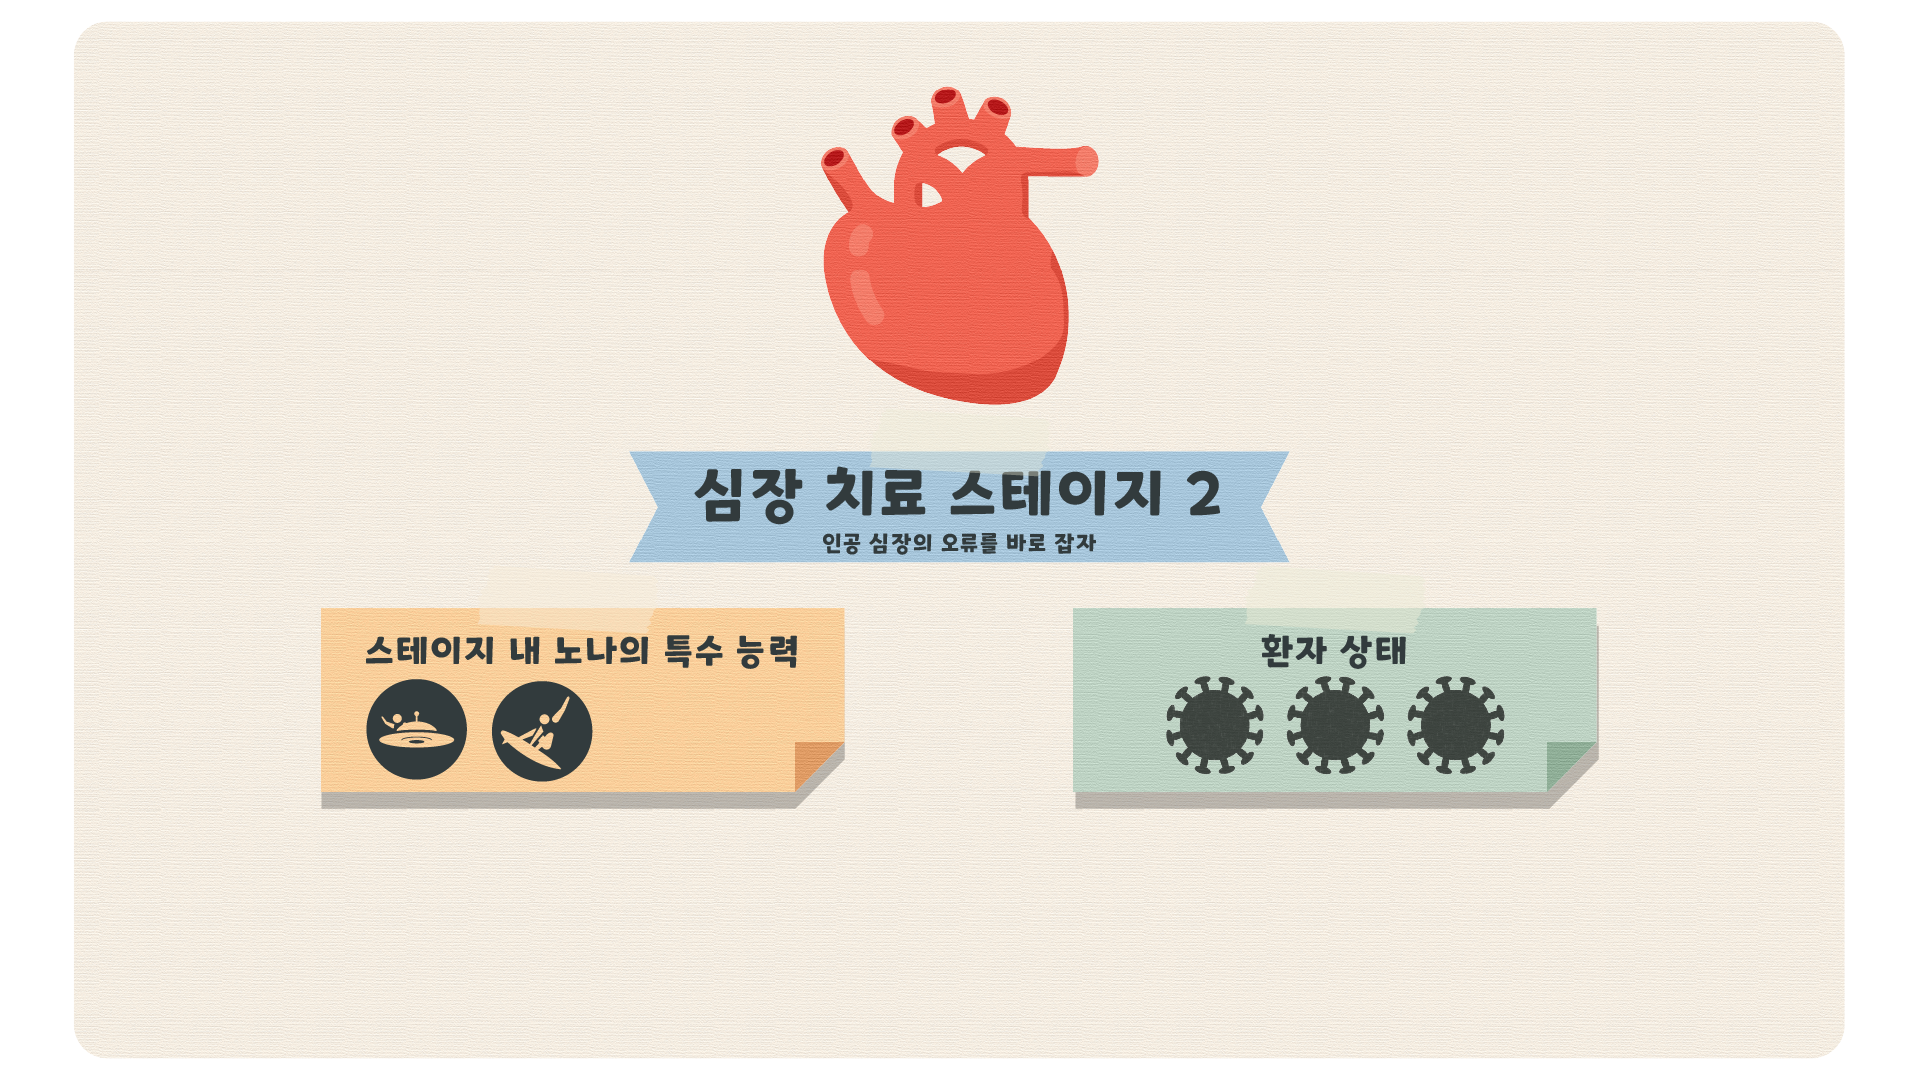 심장 치료 스테이지 2
인공 심장의 오류를 바로 잡자
스테이지 내 노나의 특수 능력
환자 상태